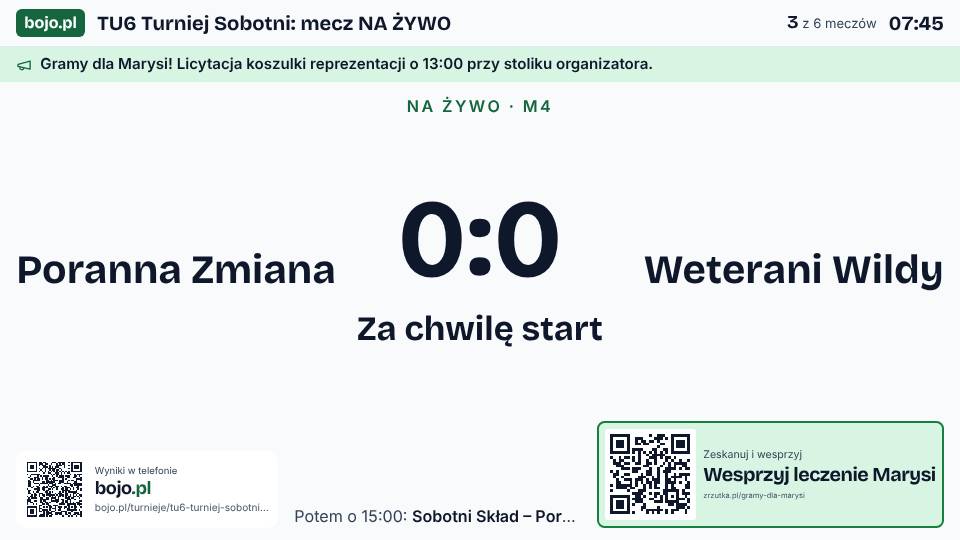 bojo.pl TU6 Turniej Sobotni: mecz NA ŻYWO 3 z 6 meczów 07:45
Gramy dla Marysi! Licytacja koszulki reprezentacji o 13:00 przy stoliku organizatora.
NA ŻYWO · M4
Poranna Zmiana 0:0 Weterani Wildy
Za chwilę start
Wyniki w telefonie
bojo.pl
bojo.pl/turnieje/tu6-turniej-sobotni...
Potem o 15:00: Sobotni Skład – Por...
Zeskanuj i wesprzyj
Wesprzyj leczenie Marysi
zrzutka.pl/gramy-dla-marysi